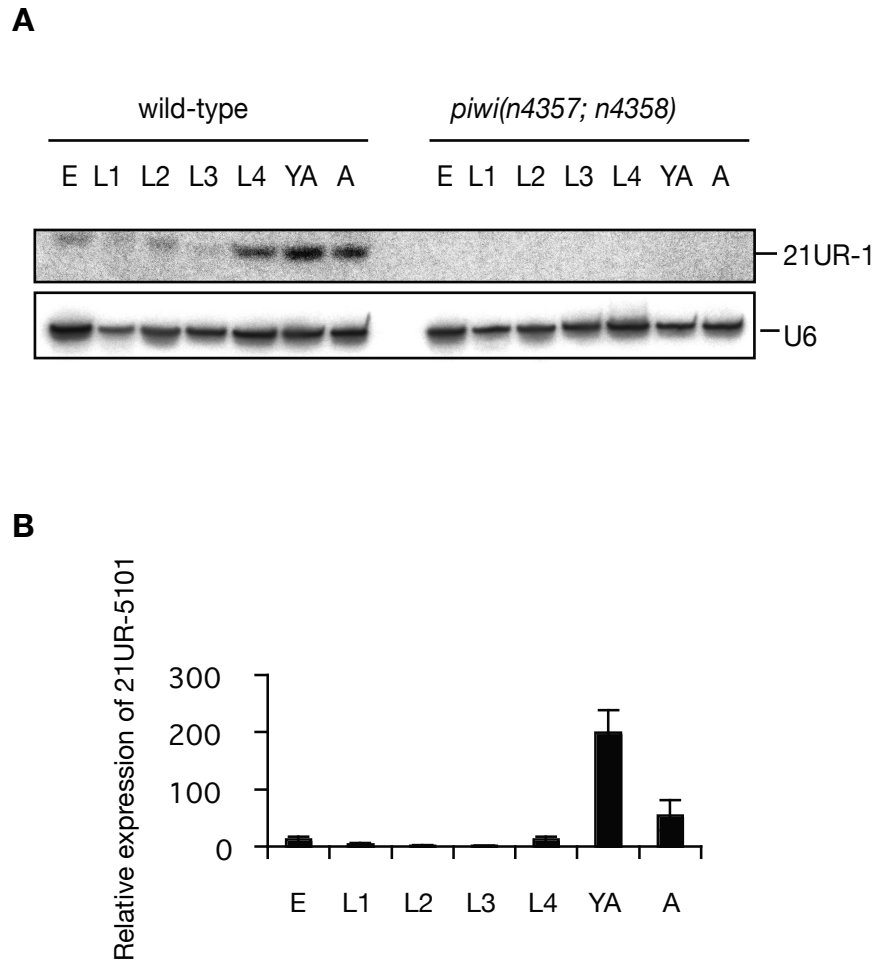 A
wild-type piwi(n4357; n4358)
E L1 L2 L3 L4 YA A E L1 L2 L3 L4 YA A
21UR-1
U6
B
Relative expression of 21UR-5101
300
200
100
0
E L1 L2 L3 L4 YA A